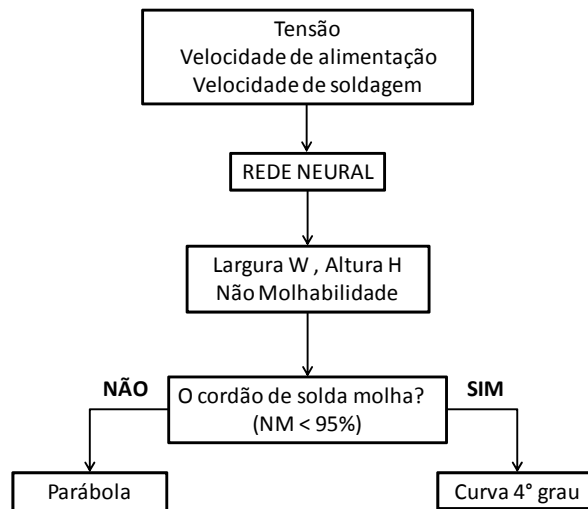 Tensão
Velocidade de alimentação
Velocidade de soldagem
REDE NEURAL
Largura W , Altura H
Não Molhabilidade
NÃO
O cordão de solda molha?
(NM < 95%)
SIM
Parábola
Curva 4° grau